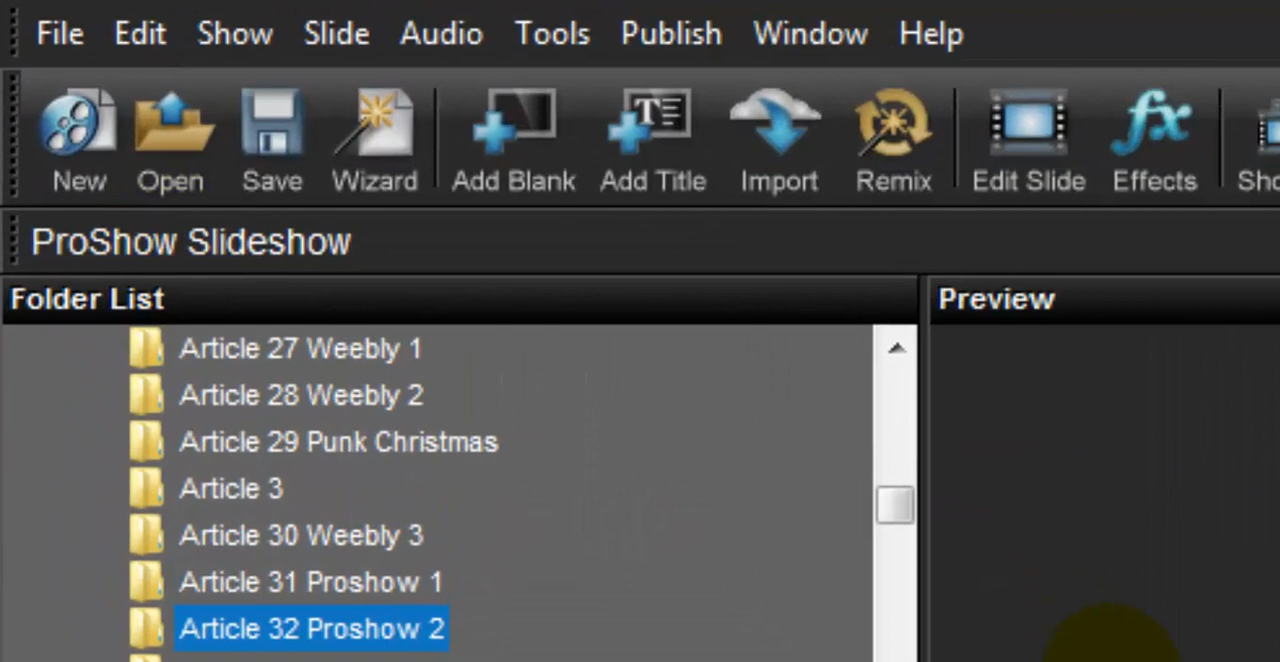 File Edit Show Slide Audio Tools Publish Window Help
New Open Save Wizard Add Blank Add Title Import Remix Edit Slide Effects
ProShow Slideshow
Folder List
Preview
Article 27 Weebly 1
Article 28 Weebly 2
Article 29 Punk Christmas
Article 3
Article 30 Weebly 3
Article 31 Proshow 1
Article 32 Proshow 2